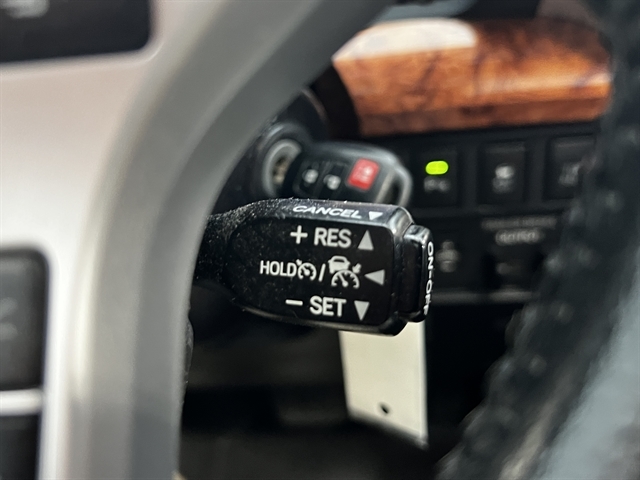 CANCEL ▼
+ RES ▲
HOLD / ◀
− SET ▼
ON-OFF